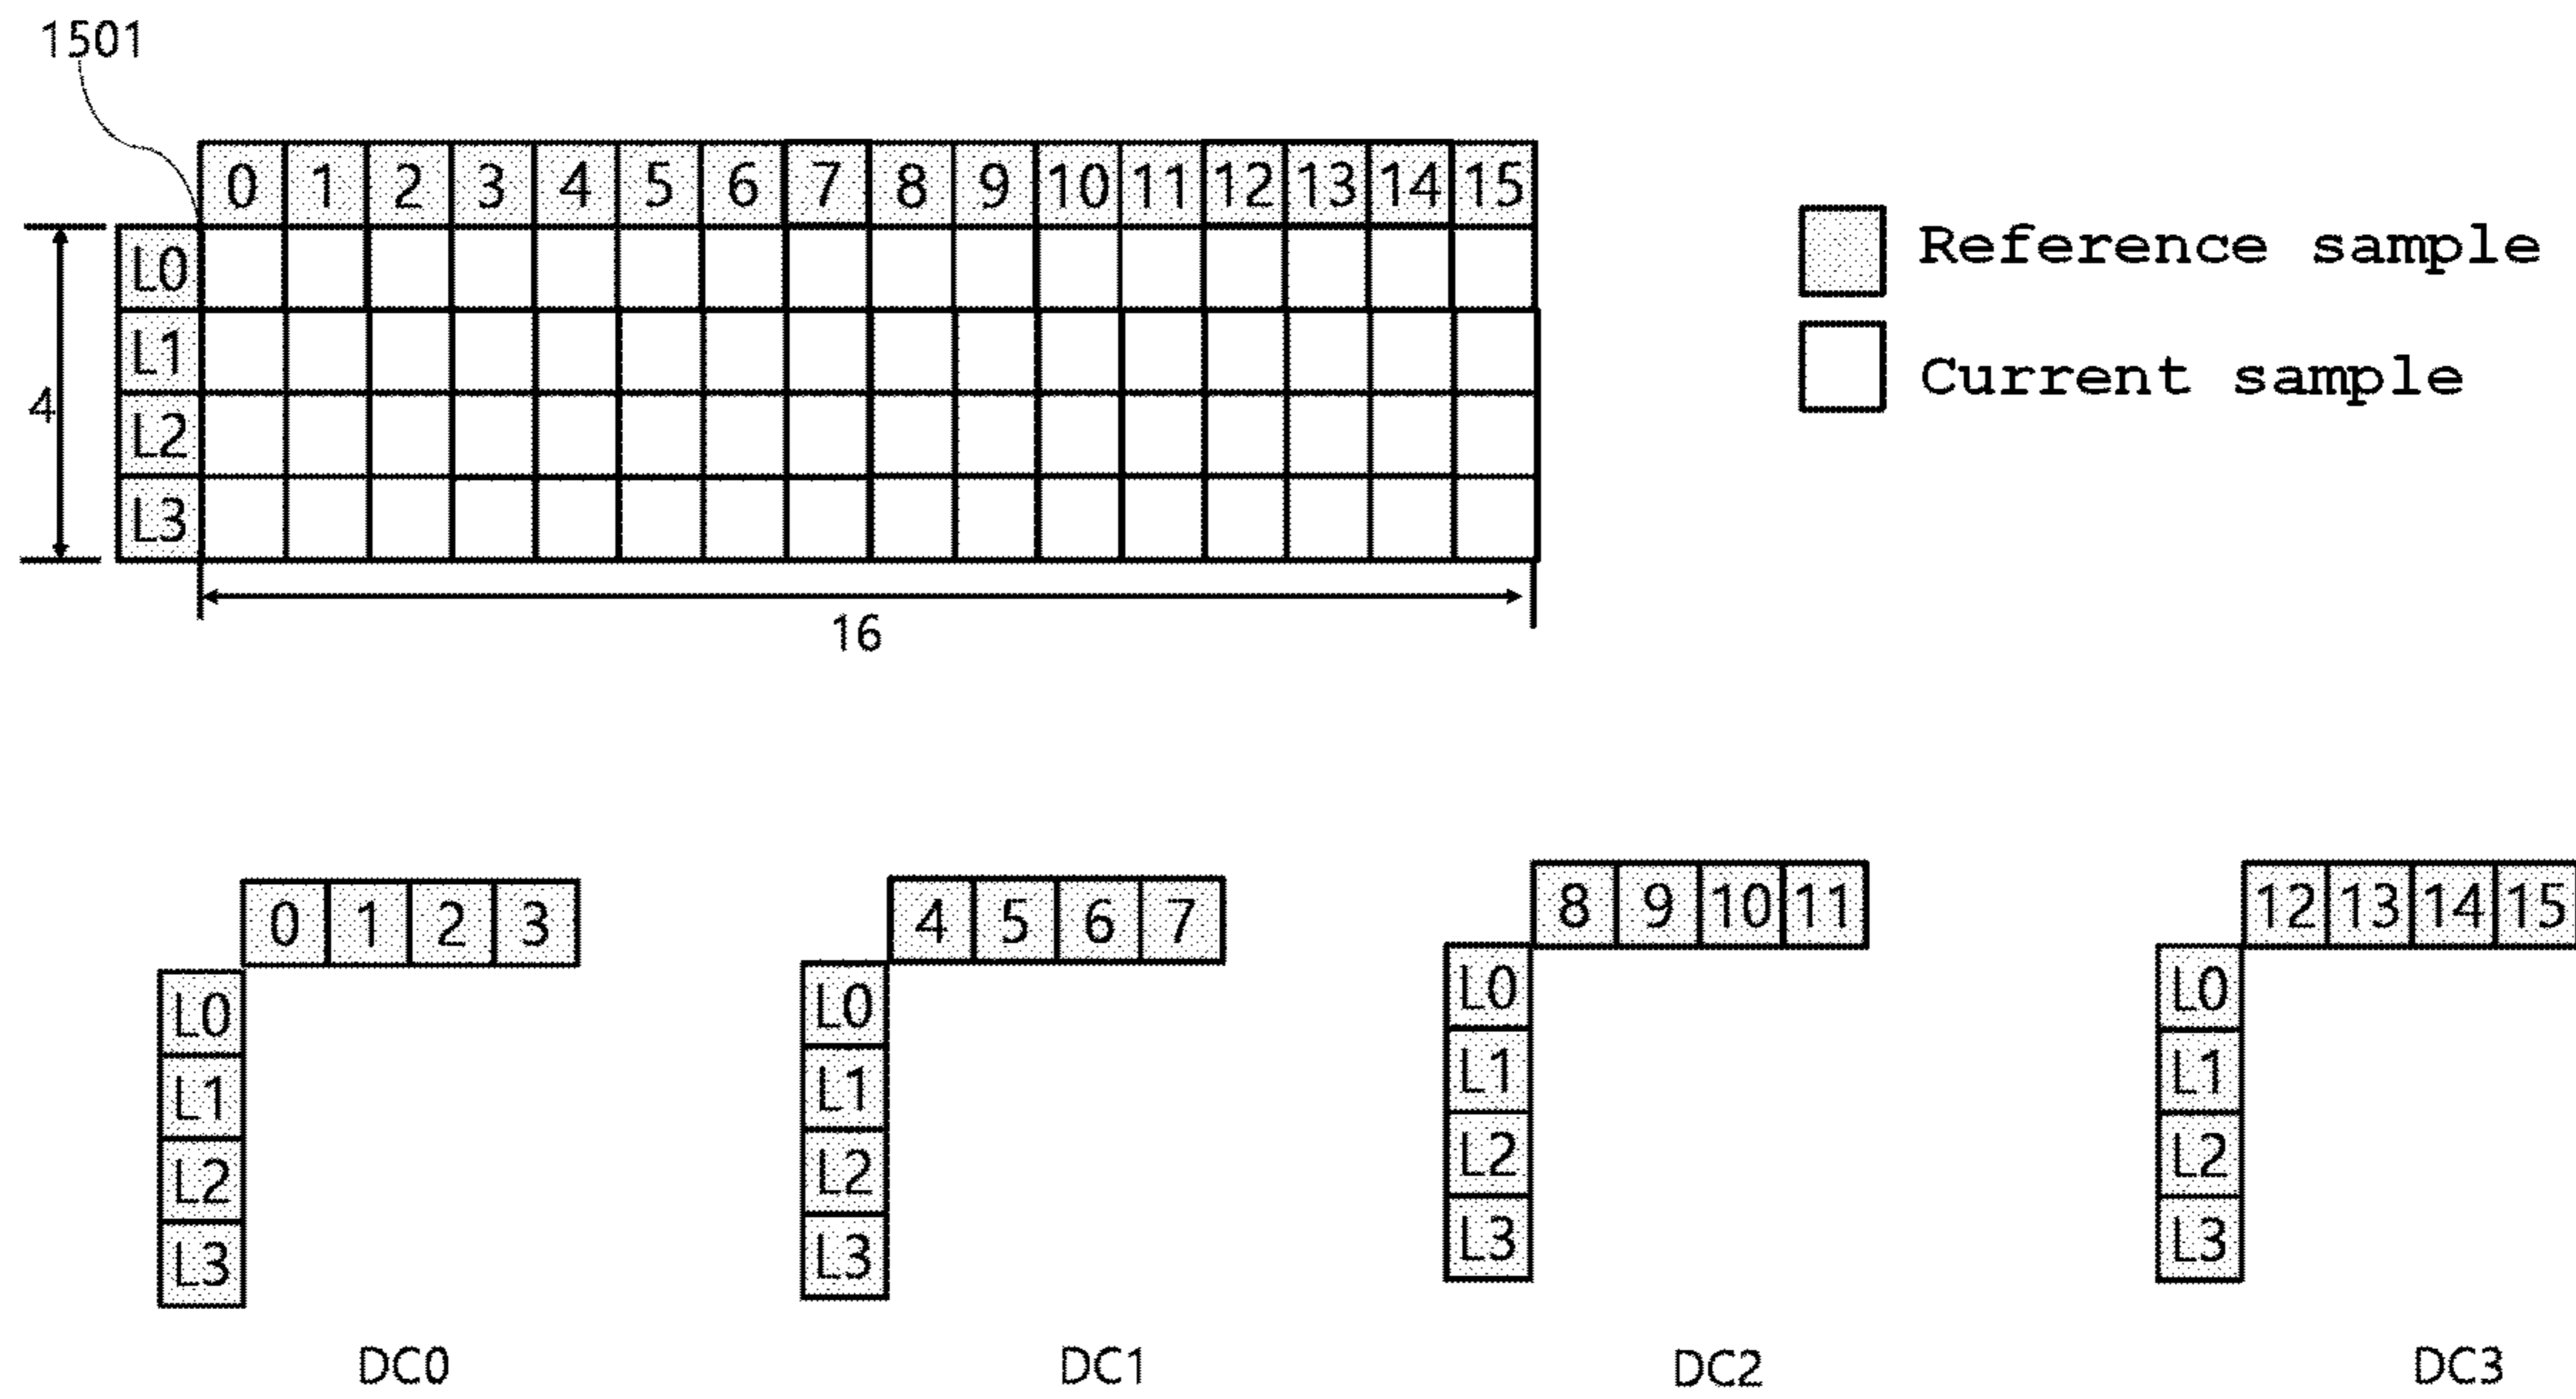 1501
0 1 2 3 4 5 6 7 8 9 10 11 12 13 14 15
L0
L1
L2
L3
4
16
Reference sample
Current sample
0 1 2 3
L0
L1
L2
L3
DC0
4 5 6 7
L0
L1
L2
L3
DC1
8 9 10 11
L0
L1
L2
L3
DC2
12 13 14 15
L0
L1
L2
L3
DC3